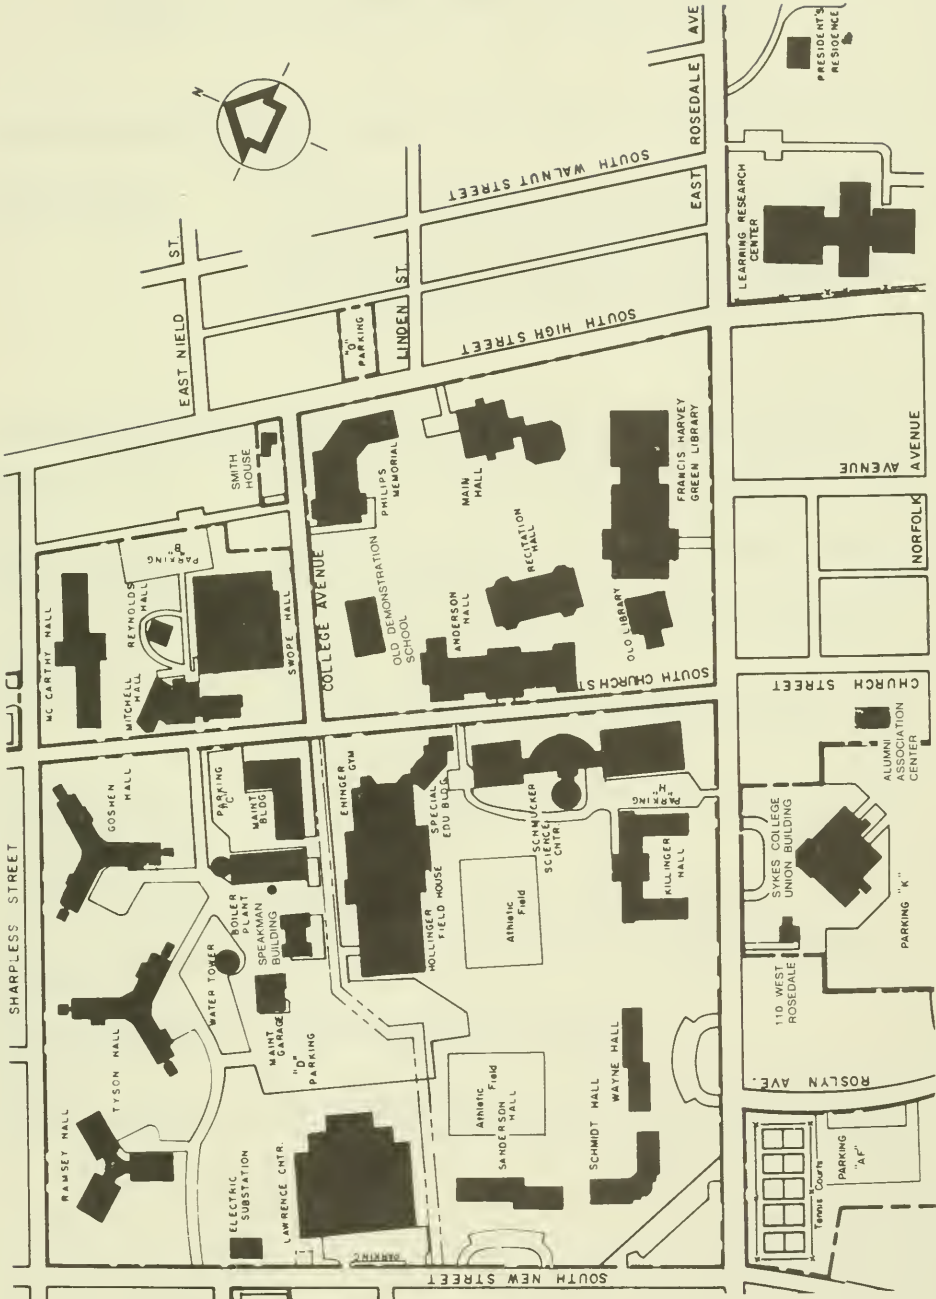 N
SHARPLESS STREET
MC CARTHY HALL
REYNOLDS
HALL
PARKING
"B"
MITCHELL
HALL
SWOPE HALL
SMITH
HOUSE
EAST NIELD
ST.
"O"
PARKING
LINDEN
ST.
SOUTH WALNUT STREET
SOUTH HIGH STREET
EAST
ROSEDALE
AVE
PRESIDENT'S
RESIDENCE
LEARNING RESEARCH
CENTER
COLLEGE AVENUE
PHILIPS
MEMORIAL
MAIN
HALL
FRANCIS HARVEY
GREEN LIBRARY
OLD DEMONSTRATION
SCHOOL
ANDERSON
HALL
RECITATION
HALL
OLD LIBRARY
SOUTH CHURCH ST
AVENUE
AVENUE
NORFOLK
CHURCH STREET
GOSHEN
HALL
PARKING
"C"
MAINT
BLDG.
BOILER
PLANT
SPEAKMAN
BUILDING
WATER TOWER
MAINT
GARAGE
"D"
PARKING
TYSON HALL
RAMSEY HALL
EHINGER
GYM
SPECIAL
EDU BLDG
HOLLINGER
FIELD HOUSE
SCHMUCKER
SCIENCE
CNTR.
PARKING
"H"
KILLINGER
HALL
Athletic
Field
Athletic
Field
SANDERSON
HALL
SCHMIDT HALL
WAYNE HALL
ELECTRIC
SUBSTATION
LAWRENCE CNTR.
PARKING
SOUTH NEW STREET
ALUMNI
ASSOCIATION
CENTER
SYKES COLLEGE
UNION BUILDING
PARKING "K"
110 WEST
ROSEDALE
ROSLYN AVE.
PARKING
"AF"
Tennis Courts